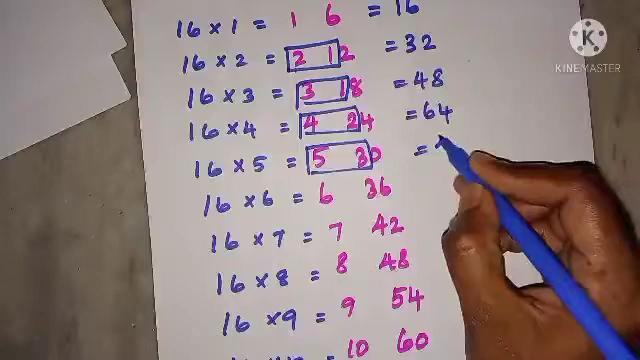 16 × 1 = 1 6 = 16
16 × 2 = 2 12 = 32
16 × 3 = 3 18 = 48
16 × 4 = 4 24 = 64
16 × 5 = 5 30 =
16 × 6 = 6 36
16 × 7 = 7 42
16 × 8 = 8 48
16 × 9 = 9 54
= 10 60
KINEMASTER